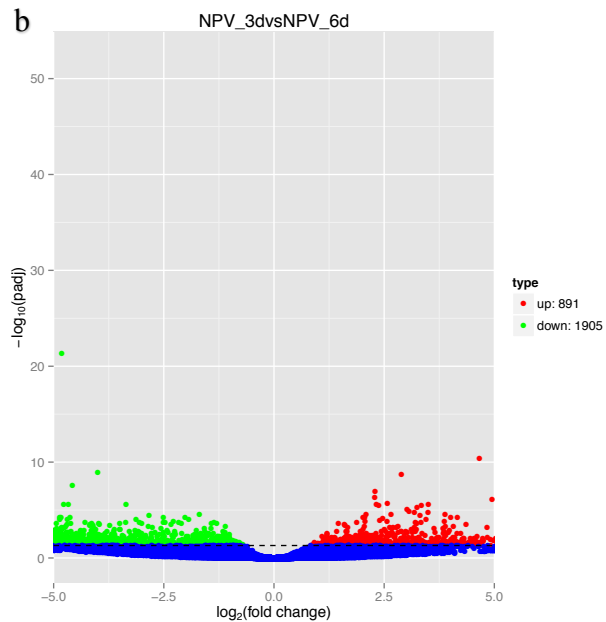 b
NPV_3dvsNPV_6d
50
40
30
20
10
0
−log10(padj)
−5.0 −2.5 0.0 2.5 5.0
log2(fold change)
type
up: 891
down: 1905